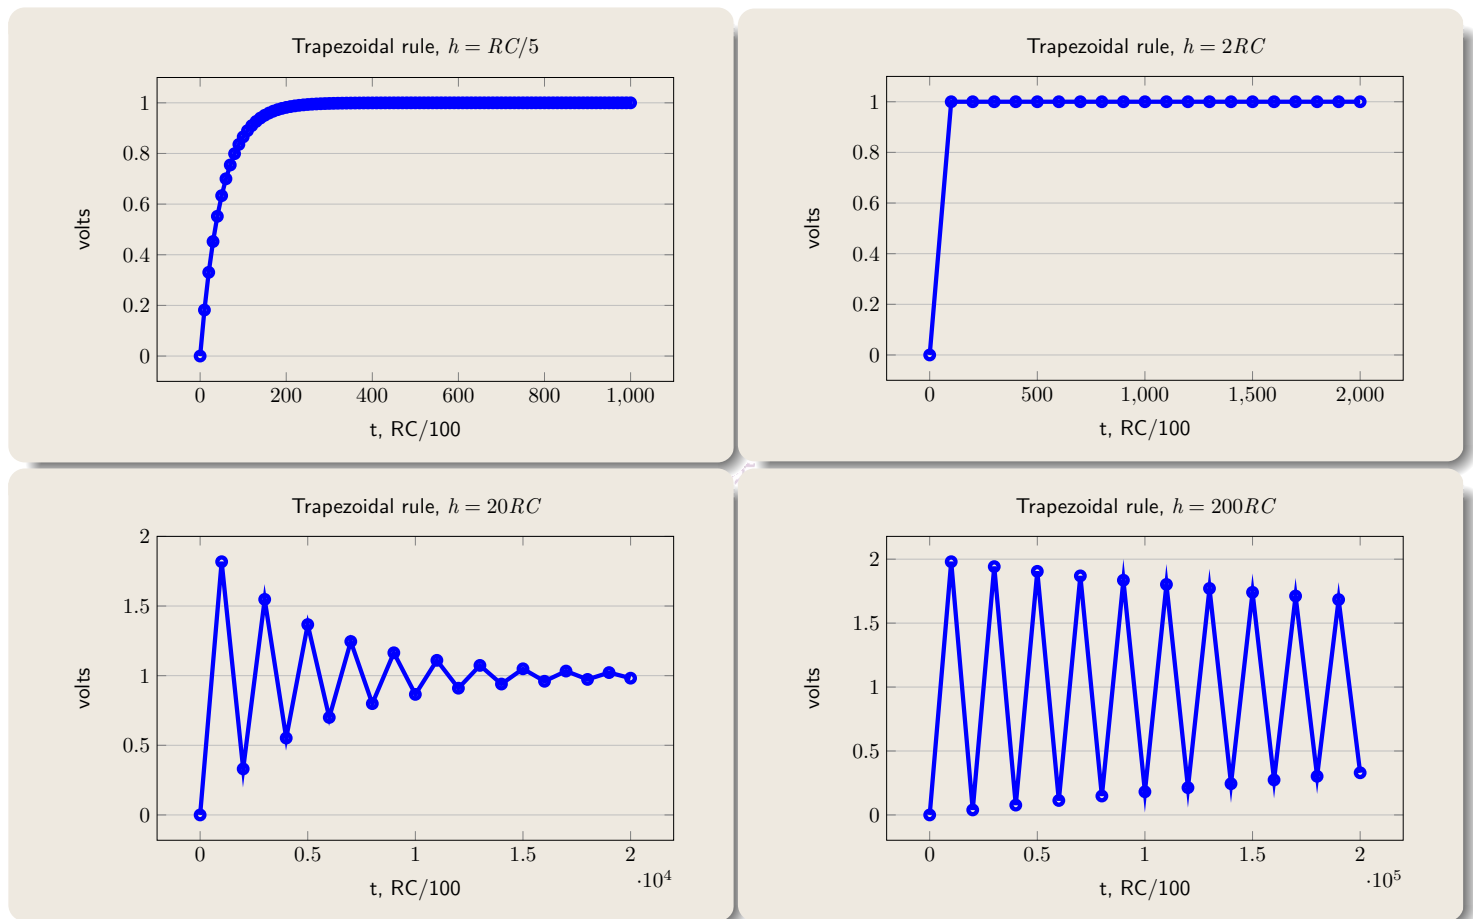 Trapezoidal rule, h = RC/5
1
0.8
0.6
0.4
0.2
0
volts
0 200 400 600 800 1,000
t, RC/100
Trapezoidal rule, h = 2RC
1
0.8
0.6
0.4
0.2
0
volts
0 500 1,000 1,500 2,000
t, RC/100
Trapezoidal rule, h = 20RC
2
1.5
1
0.5
0
volts
0 0.5 1 1.5 2
·10⁴
t, RC/100
Trapezoidal rule, h = 200RC
2
1.5
1
0.5
0
volts
0 0.5 1 1.5 2
·10⁵
t, RC/100